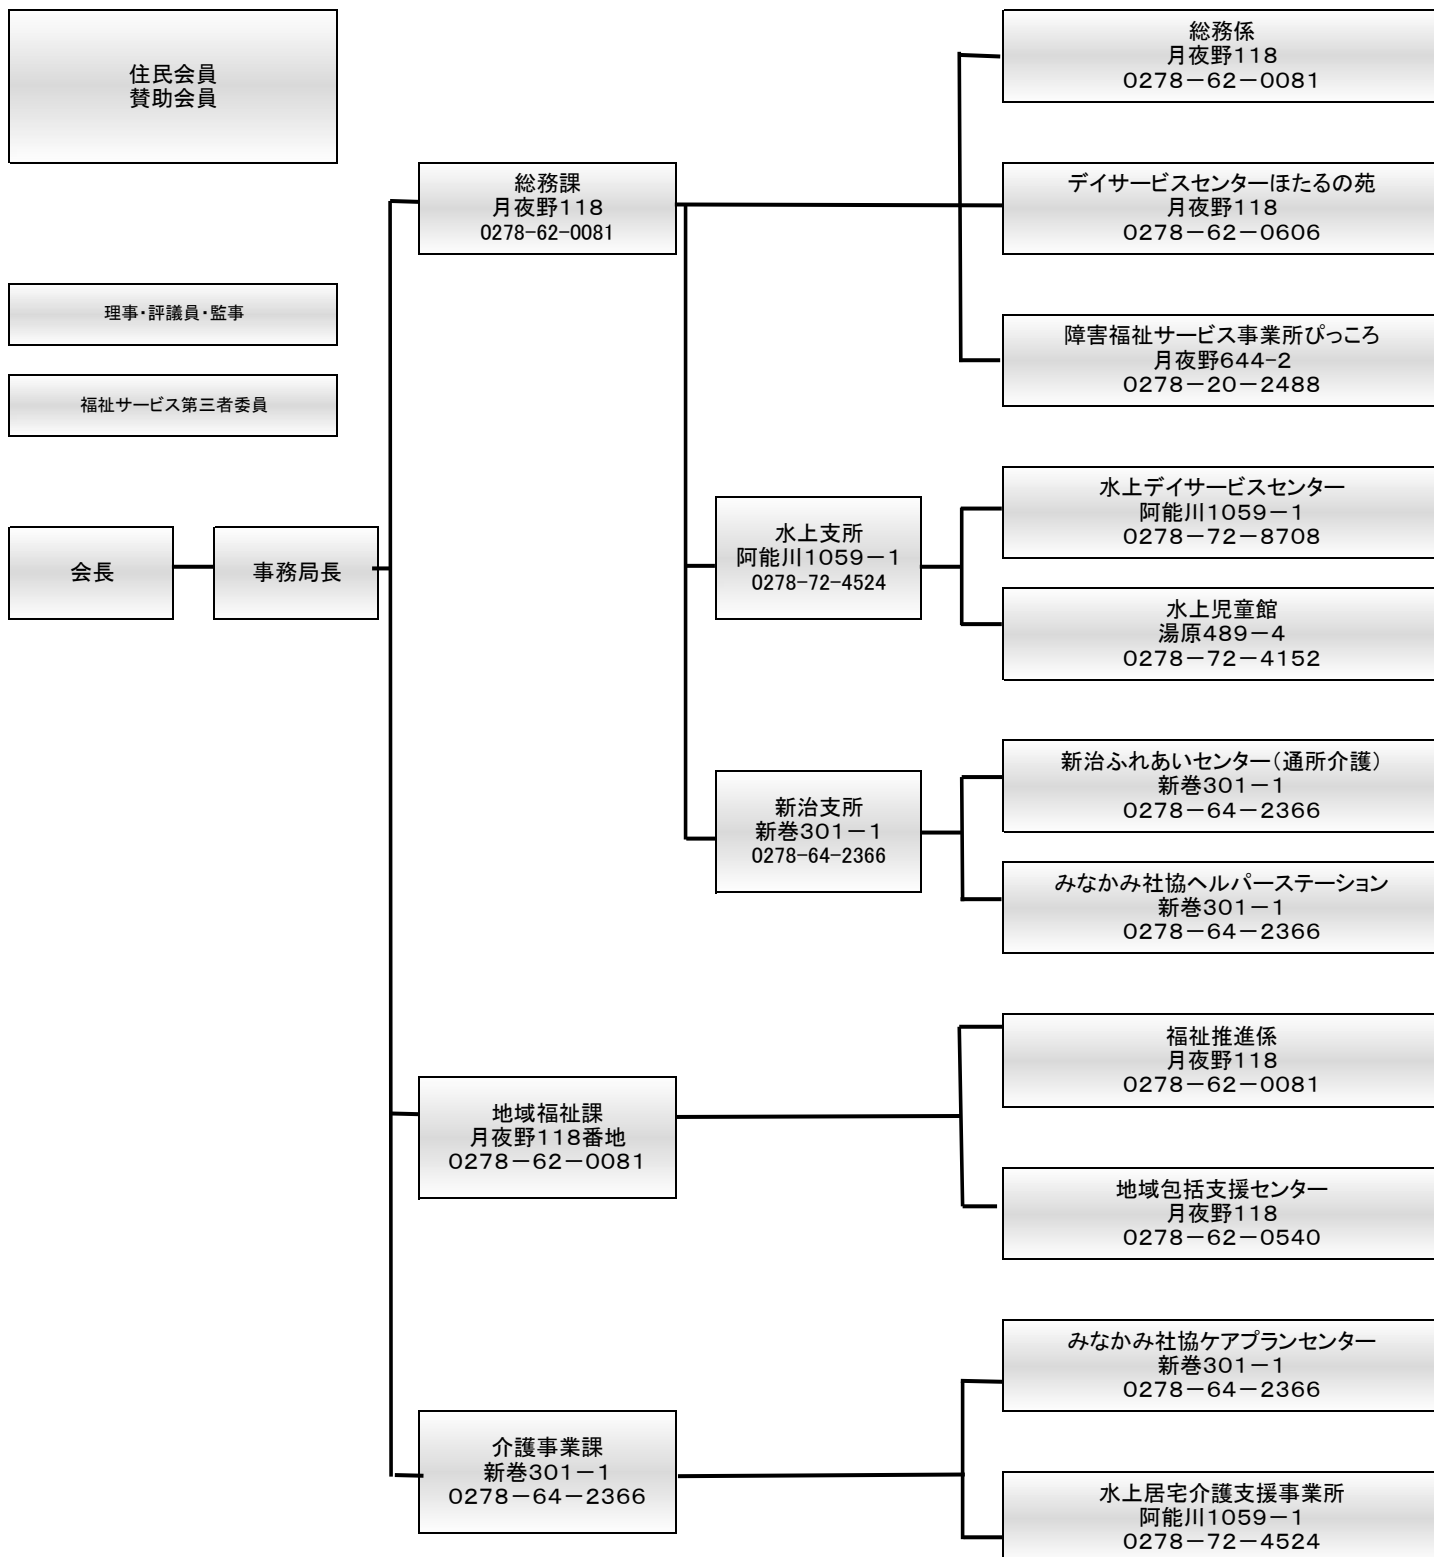 住民会員
賛助会員
理事・評議員・監事
福祉サービス第三者委員
会長
事務局長
総務課
月夜野118
0278-62-0081
水上支所
阿能川1059－1
0278-72-4524
新治支所
新巻301－1
0278-64-2366
地域福祉課
月夜野118番地
0278－62－0081
介護事業課
新巻301－1
0278－64－2366
総務係
月夜野118
0278－62－0081
デイサービスセンターほたるの苑
月夜野118
0278－62－0606
障害福祉サービス事業所ぴっころ
月夜野644-2
0278－20－2488
水上デイサービスセンター
阿能川1059－1
0278－72－8708
水上児童館
湯原489－4
0278－72－4152
新治ふれあいセンター（通所介護）
新巻301－1
0278－64－2366
みなかみ社協ヘルパーステーション
新巻301－1
0278－64－2366
福祉推進係
月夜野118
0278－62－0081
地域包括支援センター
月夜野118
0278－62－0540
みなかみ社協ケアプランセンター
新巻301－1
0278－64－2366
水上居宅介護支援事業所
阿能川1059－1
0278－72－4524